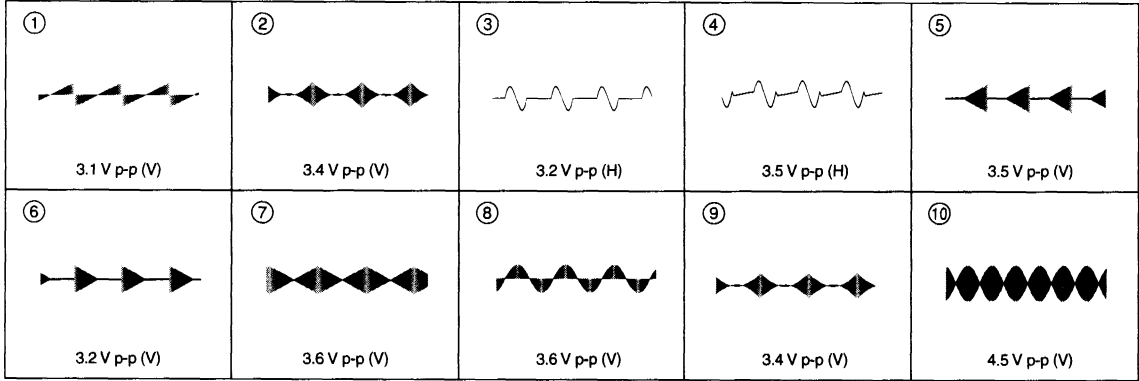 ① ② ③ ④ ⑤
3.1 V p-p (V) 3.4 V p-p (V) 3.2 V p-p (H) 3.5 V p-p (H) 3.5 V p-p (V)
⑥ ⑦ ⑧ ⑨ ⑩
3.2 V p-p (V) 3.6 V p-p (V) 3.6 V p-p (V) 3.4 V p-p (V) 4.5 V p-p (V)